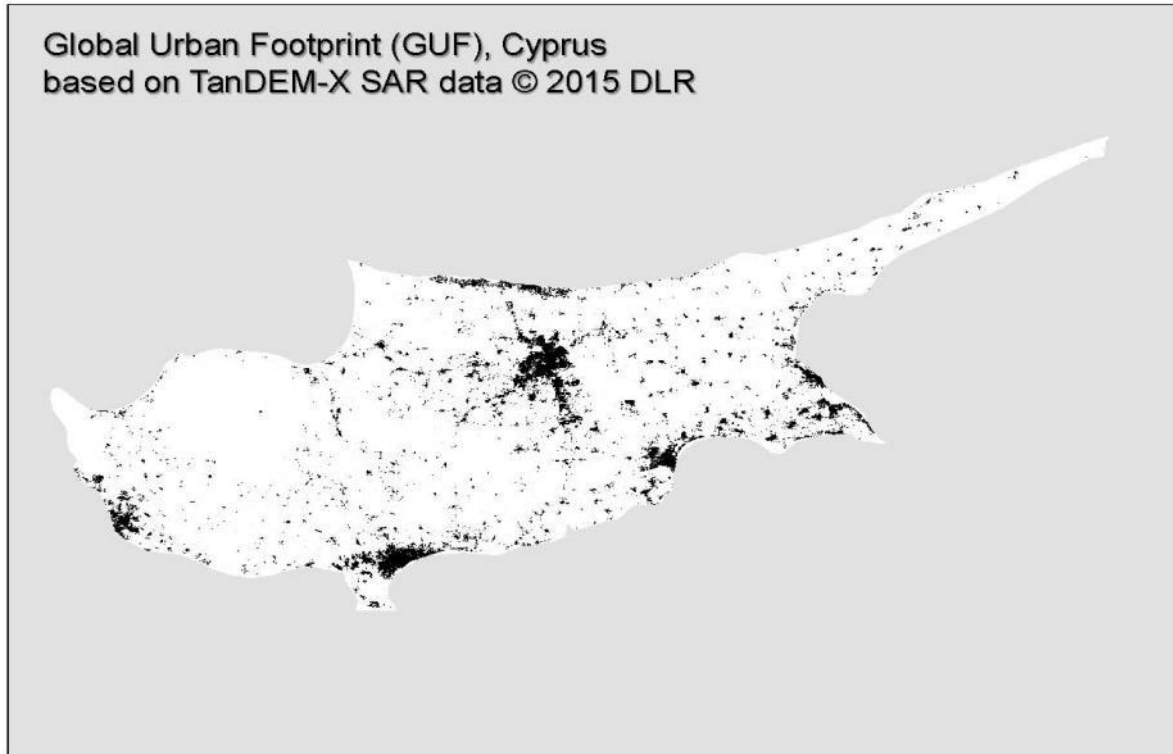 Global Urban Footprint (GUF), Cyprus
based on TanDEM-X SAR data © 2015 DLR